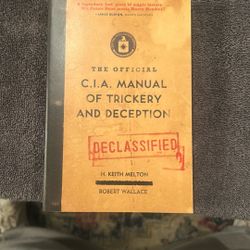 THE OFFICIAL
C.I.A. MANUAL
OF TRICKERY
AND DECEPTION
DECLASSIFIED
H. KEITH MELTON
ROBERT WALLACE